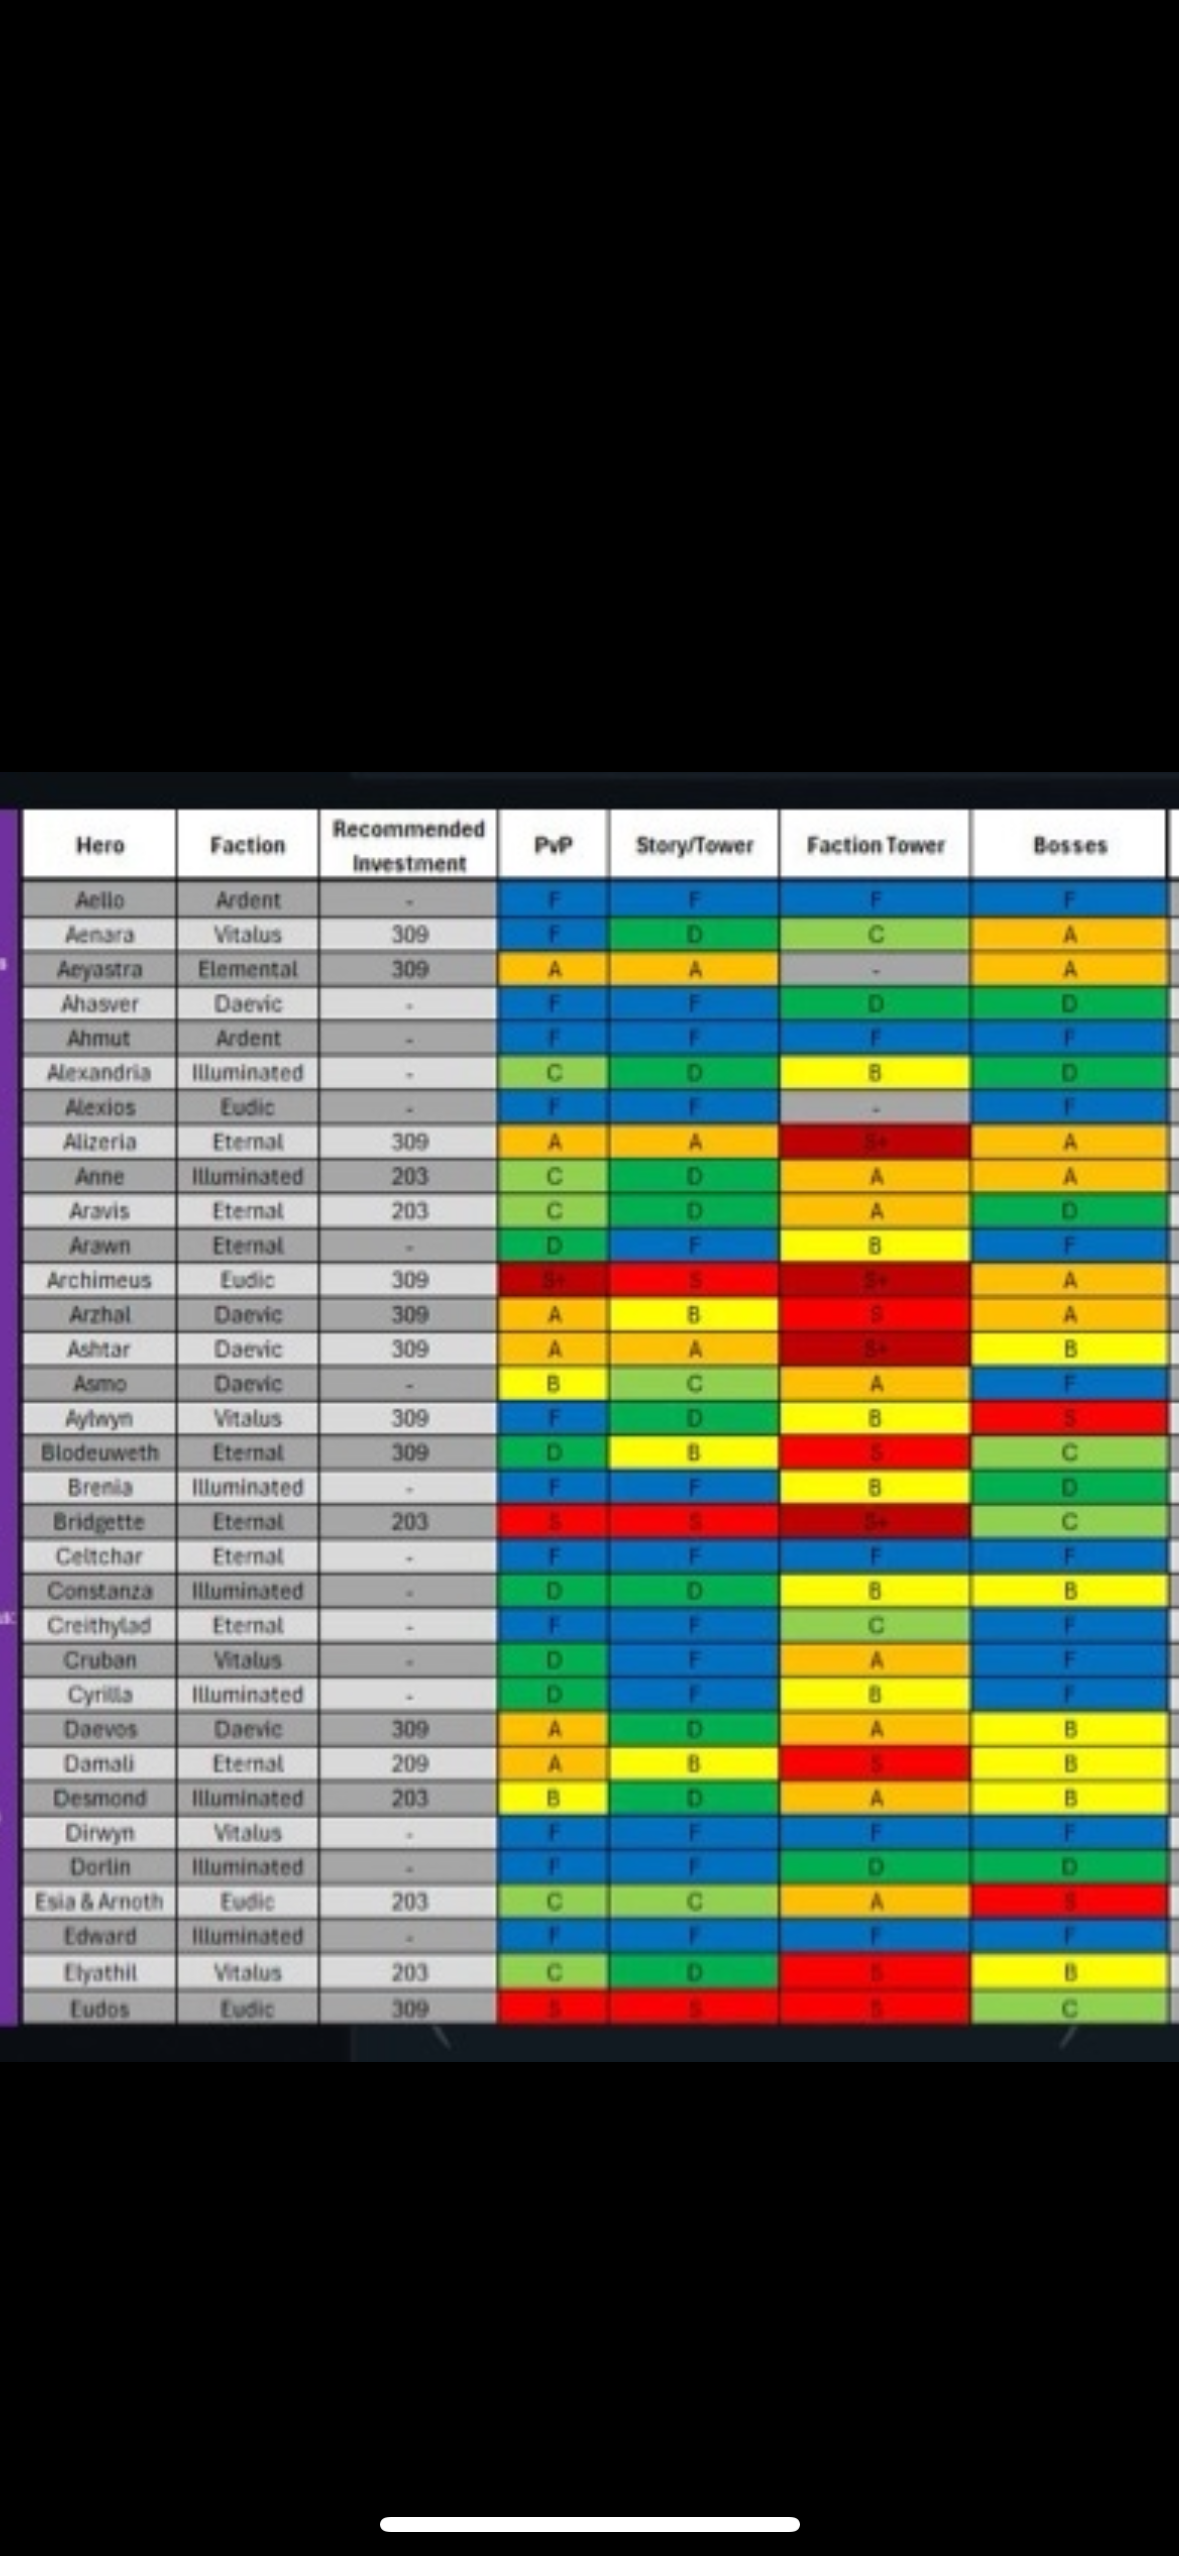 Hero Faction Recommended Investment PvP Story/Tower Faction Tower Bosses
Aello Ardent - F F F F
Aenara Vitalus 309 F D C A
Aeyastra Elemental 309 A A - A
Ahasver Daevic - F F D D
Ahmut Ardent - F F F F
Alexandria Illuminated - C D B D
Alexios Eudic - F F - F
Alizeria Eternal 309 A A S+ A
Anne Illuminated 203 C D A A
Aravis Eternal 203 C D A D
Arawn Eternal - D F B F
Archimeus Eudic 309 S+ S S+ A
Arzhal Daevic 309 A B S A
Ashtar Daevic 309 A A S+ B
Asmo Daevic - B C A F
Aylwyn Vitalus 309 F D B S
Blodeuweth Eternal 309 D B S C
Brenia Illuminated - F F B D
Bridgette Eternal 203 S S S+ C
Celtchar Eternal - F F F F
Constanza Illuminated - D D B B
Creithylad Eternal - F F C F
Cruban Vitalus - D F A F
Cyrilla Illuminated - D F B F
Daevos Daevic 309 A D A B
Damali Eternal 209 A B S B
Desmond Illuminated 203 B D A B
Dirwyn Vitalus - F F F F
Dorlin Illuminated - F F D D
Esia & Arnoth Eudic 203 C C A S
Edward Illuminated - F F F F
Elyathil Vitalus 203 C D S B
Eudos Eudic 309 S S S C